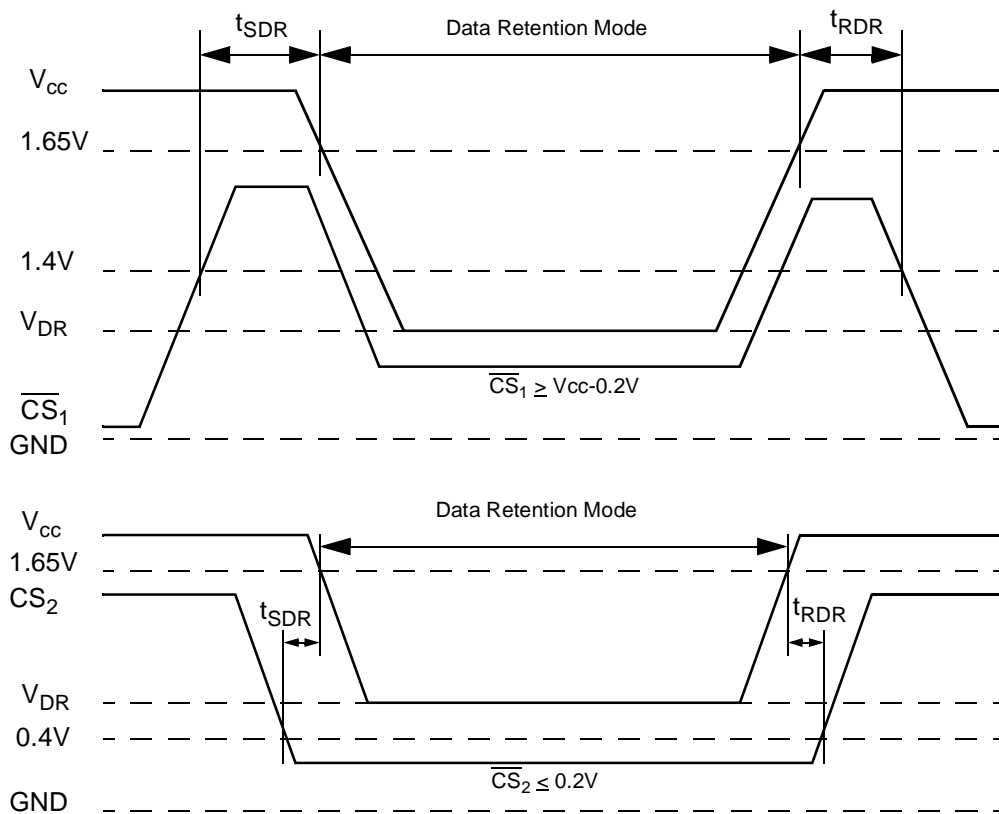 tSDR
Data Retention Mode
tRDR
Vcc
1.65V
1.4V
VDR
CS1 ≥ Vcc-0.2V
CS1
GND
Data Retention Mode
Vcc
1.65V
CS2
tSDR
tRDR
VDR
0.4V
CS2 ≤ 0.2V
GND